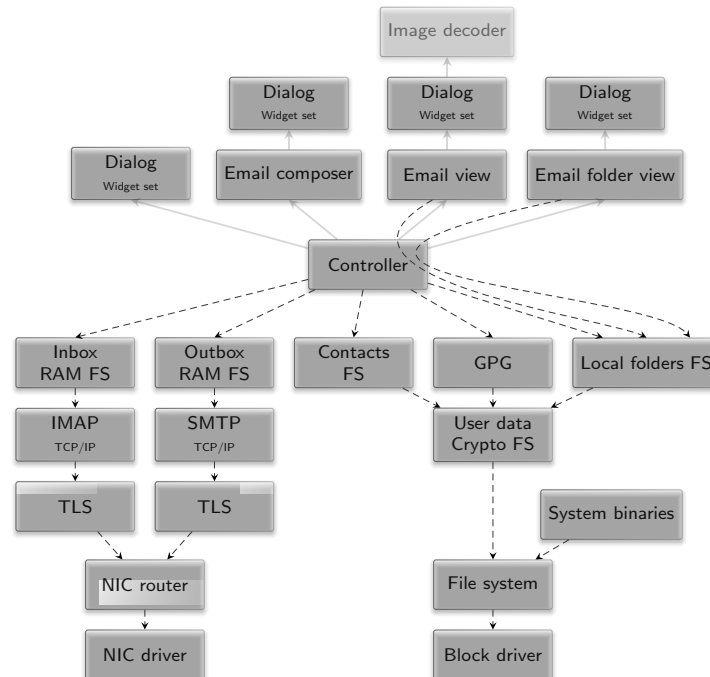 Image decoder
Dialog
Widget set
Dialog
Widget set
Dialog
Widget set
Dialog
Widget set
Email composer
Email view
Email folder view
Controller
Inbox
RAM FS
Outbox
RAM FS
Contacts
FS
GPG
Local folders FS
IMAP
TCP/IP
SMTP
TCP/IP
User data
Crypto FS
TLS
TLS
System binaries
NIC router
File system
NIC driver
Block driver